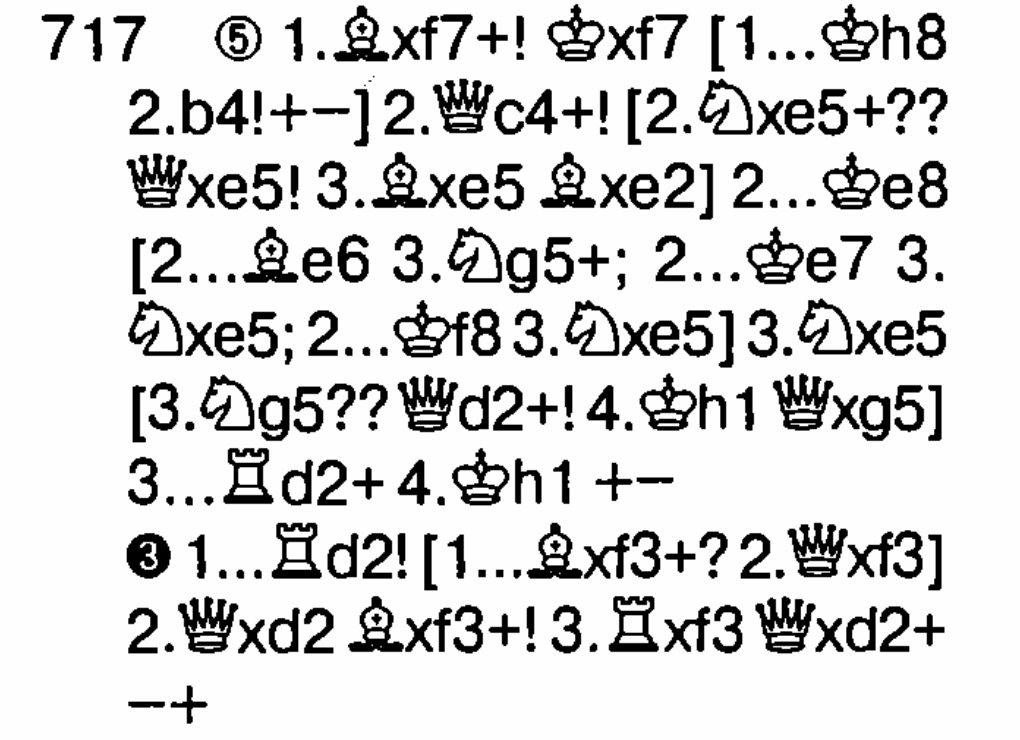 717 ⑤ 1.♗xf7+! ♔xf7 [1...♔h8
2.b4!+−] 2.♕c4+! [2.♘xe5+??
♕xe5! 3.♗xe5 ♗xe2] 2...♔e8
[2...♗e6 3.♘g5+; 2...♔e7 3.
♘xe5; 2...♔f8 3.♘xe5] 3.♘xe5
[3.♘g5?? ♕d2+! 4.♔h1 ♕xg5]
3...♖d2+ 4.♔h1 +−
❸ 1...♖d2! [1...♗xf3+? 2.♕xf3]
2.♕xd2 ♗xf3+! 3.♖xf3 ♕xd2+
−+